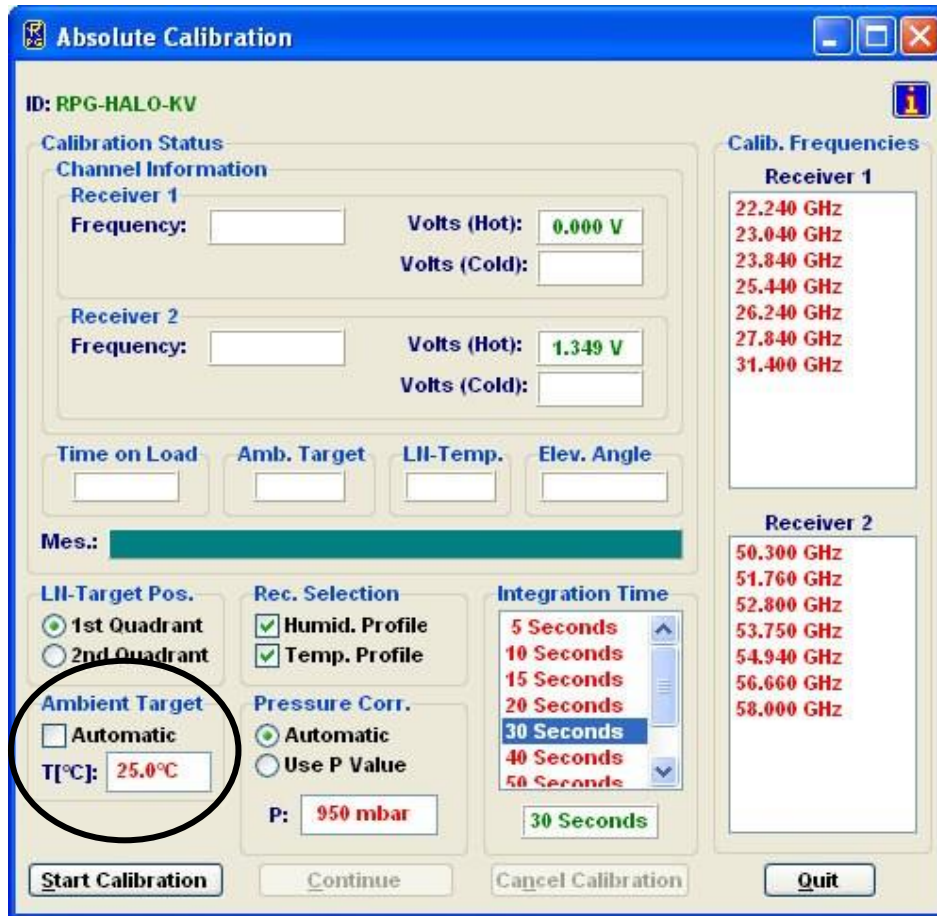 Absolute Calibration
ID: RPG-HALO-KV
Calibration Status
Channel Information
Receiver 1
Frequency:
Volts (Hot): 0.000 V
Volts (Cold):
Receiver 2
Frequency:
Volts (Hot): 1.349 V
Volts (Cold):
Time on Load Amb. Target LN-Temp. Elev. Angle
Mes.:
Calib. Frequencies
Receiver 1
22.240 GHz
23.040 GHz
23.840 GHz
25.440 GHz
26.240 GHz
27.840 GHz
31.400 GHz
Receiver 2
50.300 GHz
51.760 GHz
52.800 GHz
53.750 GHz
54.940 GHz
56.660 GHz
58.000 GHz
LN-Target Pos.
1st Quadrant
2nd Quadrant
Rec. Selection
Humid. Profile
Temp. Profile
Integration Time
5 Seconds
10 Seconds
15 Seconds
20 Seconds
30 Seconds
40 Seconds
50 Seconds
30 Seconds
Ambient Target
Automatic
T[°C]: 25.0°C
Pressure Corr.
Automatic
Use P Value
P: 950 mbar
Start Calibration Continue Cancel Calibration Quit